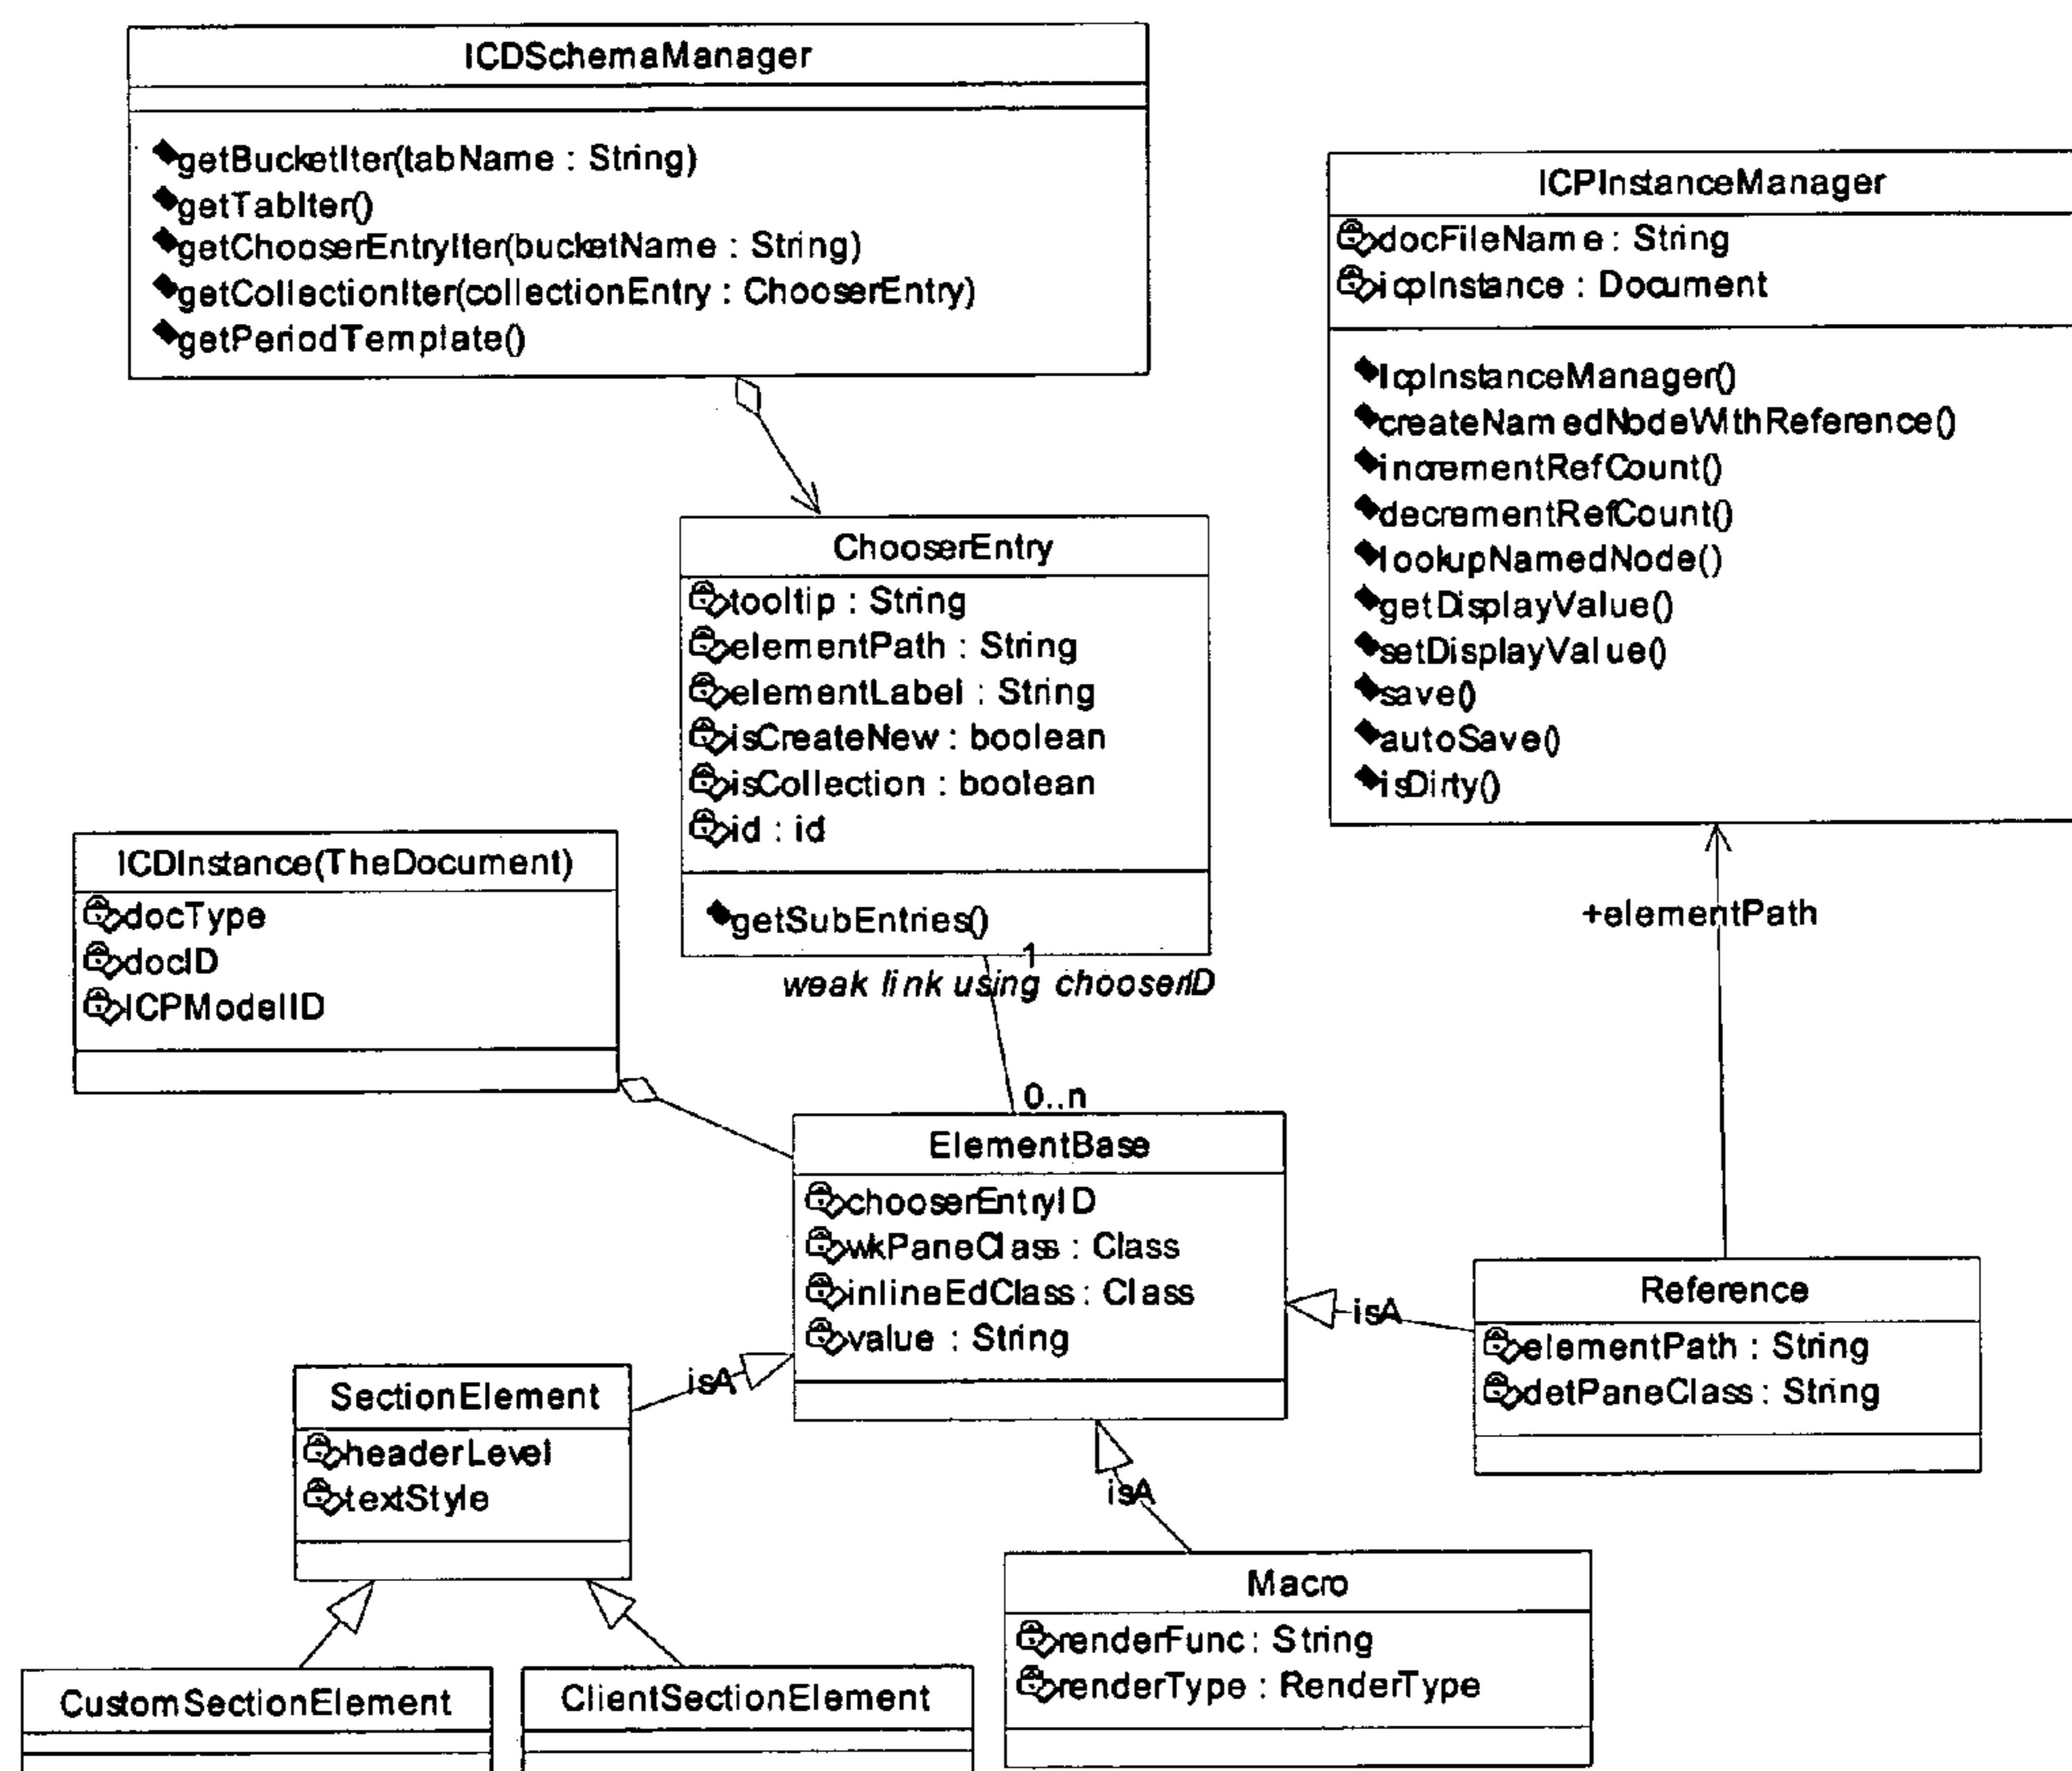 ICDSchemaManager
getBucketIter(tabName : String)
getTabIter()
getChooserEntryIter(bucketName : String)
getCollectionIter(collectionEntry : ChooserEntry)
getPeriodTemplate()
ICPInstanceManager
docFileName : String
icpInstance : Document
IcpInstanceManager()
createNamedNodeWithReference()
incrementRefCount()
decrementRefCount()
lookupNamedNode()
getDisplayValue()
setDisplayValue()
save()
autoSave()
isDirty()
ChooserEntry
tooltip : String
elementPath : String
elementLabel : String
isCreateNew : boolean
isCollection : boolean
id : id
getSubEntries()
1
weak link using chooserID
0..n
ICDInstance(TheDocument)
docType
docID
ICPModelID
+elementPath
ElementBase
chooserEntryID
wkPaneClass : Class
inlineEdClass : Class
value : String
isA
Reference
elementPath : String
detPaneClass : String
isA
SectionElement
headerLevel
textStyle
isA
Macro
renderFunc : String
renderType : RenderType
CustomSectionElement
ClientSectionElement